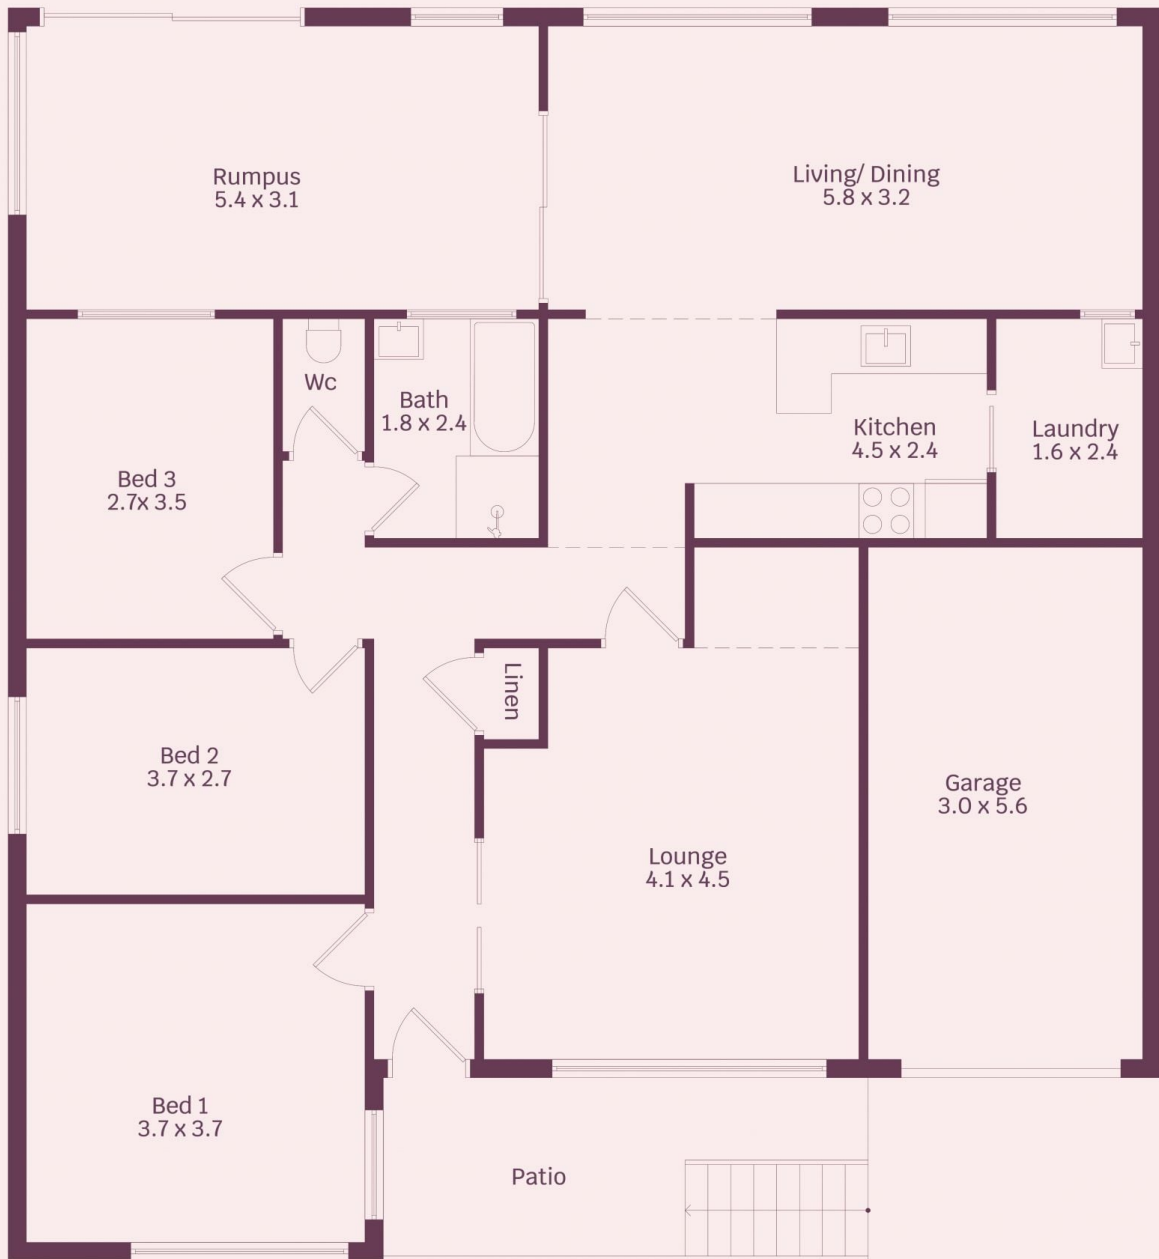 Rumpus
5.4 x 3.1
Living/ Dining
5.8 x 3.2
Wc
Bath
1.8 x 2.4
Kitchen
4.5 x 2.4
Laundry
1.6 x 2.4
Bed 3
2.7x 3.5
Linen
Bed 2
3.7 x 2.7
Garage
3.0 x 5.6
Lounge
4.1 x 4.5
Bed 1
3.7 x 3.7
Patio